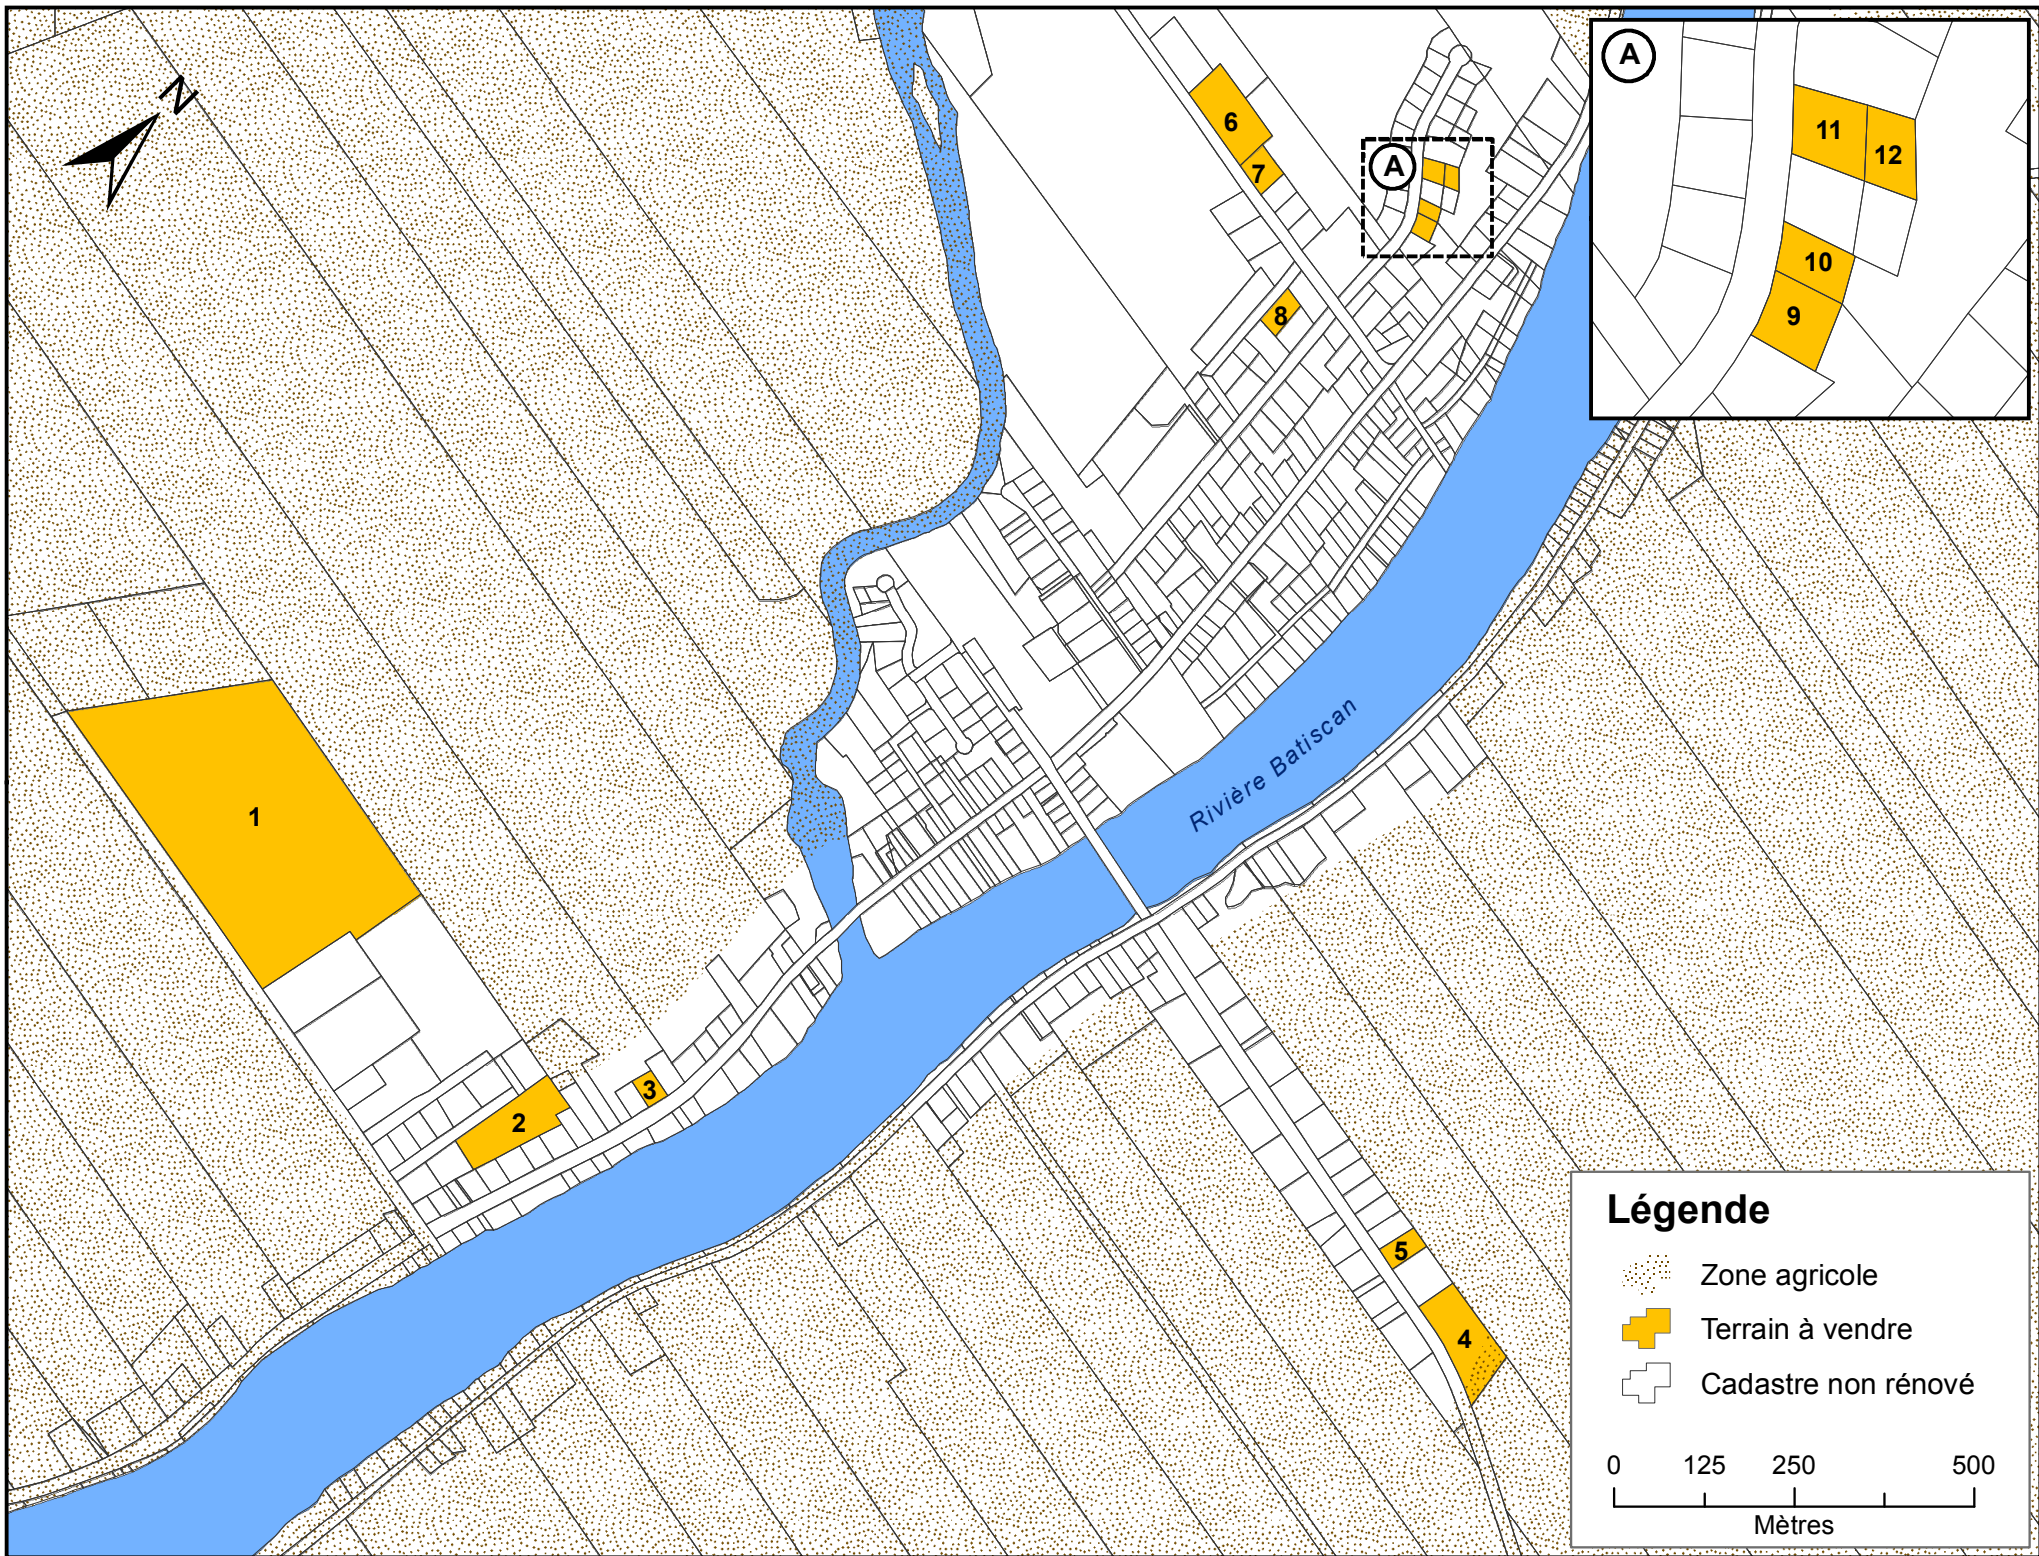 N
A
11
12
10
9
6
7
A
8
Rivière Batiscan
1
2
3
5
4
Légende
Zone agricole
Terrain à vendre
Cadastre non rénové
0 125 250 500
Mètres